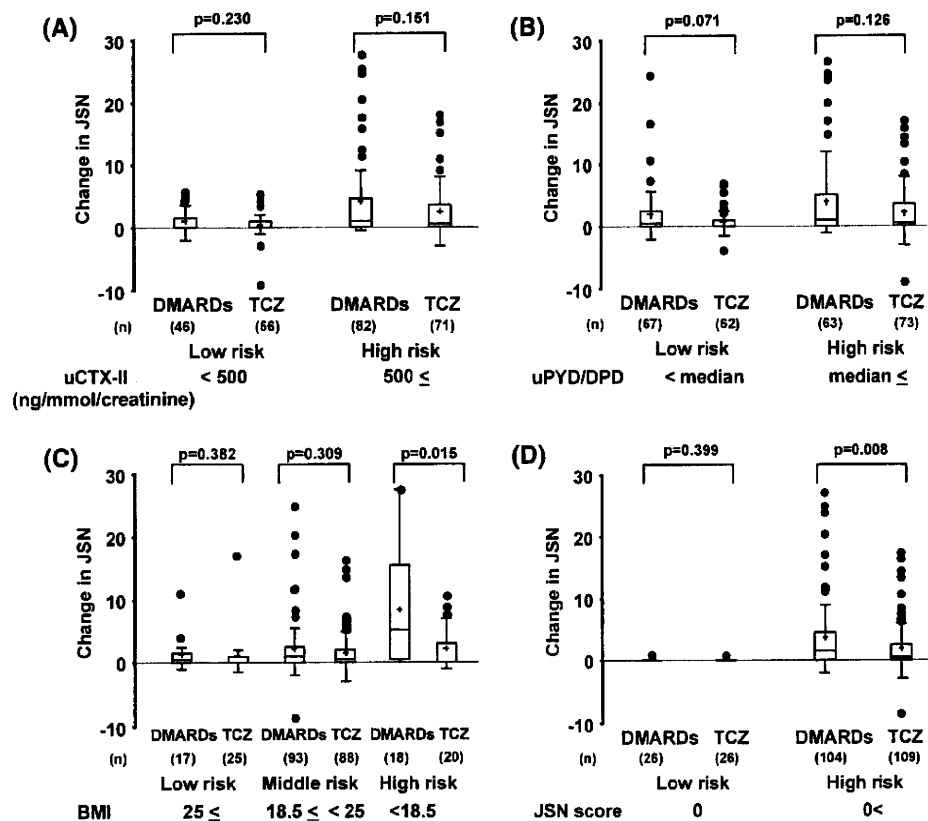 (A)
p=0.230
p=0.151
30
20
10
0
-10
Change in JSN
DMARDs TCZ DMARDs TCZ
(n) (46) (56) (82) (71)
Low risk High risk
uCTX-II < 500 500 ≤
(ng/mmol/creatinine)
(B)
p=0.071
p=0.126
30
20
10
0
-10
Change in JSN
DMARDs TCZ DMARDs TCZ
(n) (67) (62) (63) (73)
Low risk High risk
uPYD/DPD < median median ≤
(C)
p=0.382
p=0.309
p=0.015
30
20
10
0
-10
Change in JSN
DMARDs TCZ DMARDs TCZ DMARDs TCZ
(n) (17) (25) (93) (88) (18) (20)
Low risk Middle risk High risk
BMI 25 ≤ 18.5 ≤ < 25 <18.5
(D)
p=0.399
p=0.008
30
20
10
0
-10
Change in JSN
DMARDs TCZ DMARDs TCZ
(n) (26) (26) (104) (109)
Low risk High risk
JSN score 0 0<